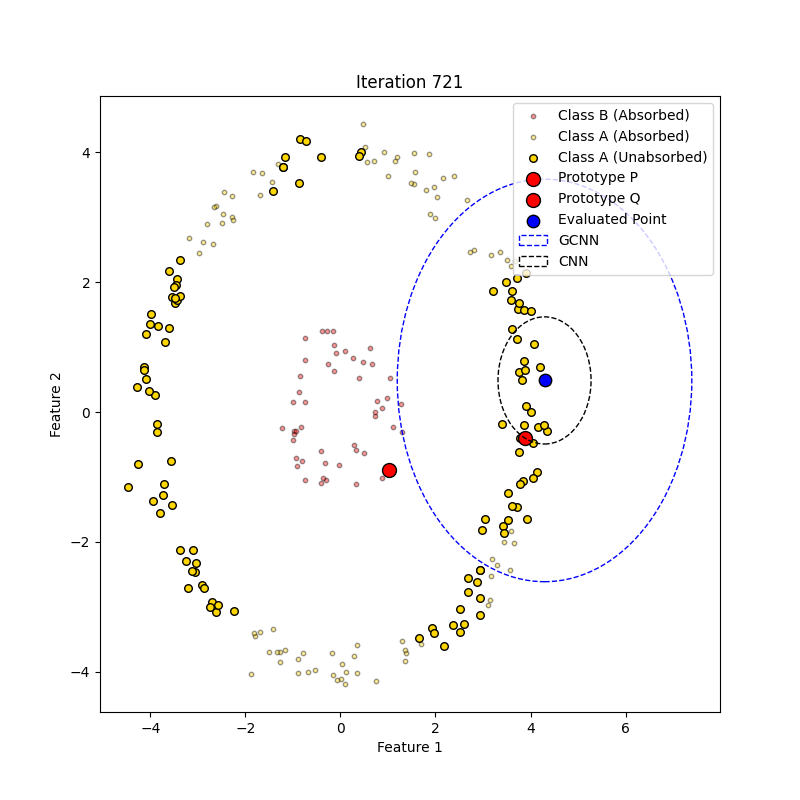 Iteration 721
Class B (Absorbed)
Class A (Absorbed)
Class A (Unabsorbed)
Prototype P
Prototype Q
Evaluated Point
GCNN
CNN
4
2
0
−2
−4
Feature 2
−4
−2
0
2
4
6
Feature 1